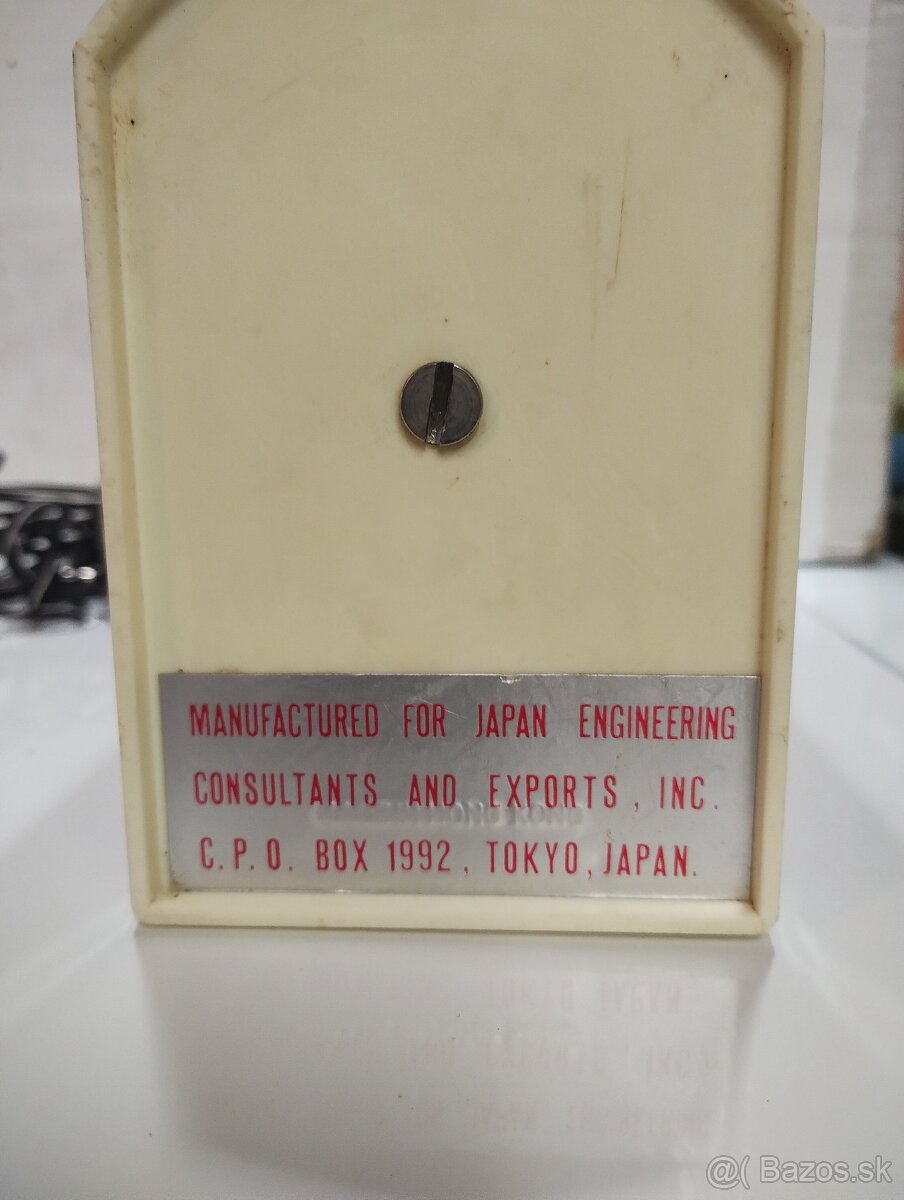 MANUFACTURED FOR JAPAN ENGINEERING
CONSULTANTS AND EXPORTS, INC.
C.P.O. BOX 1992, TOKYO, JAPAN.
@( Bazos.sk